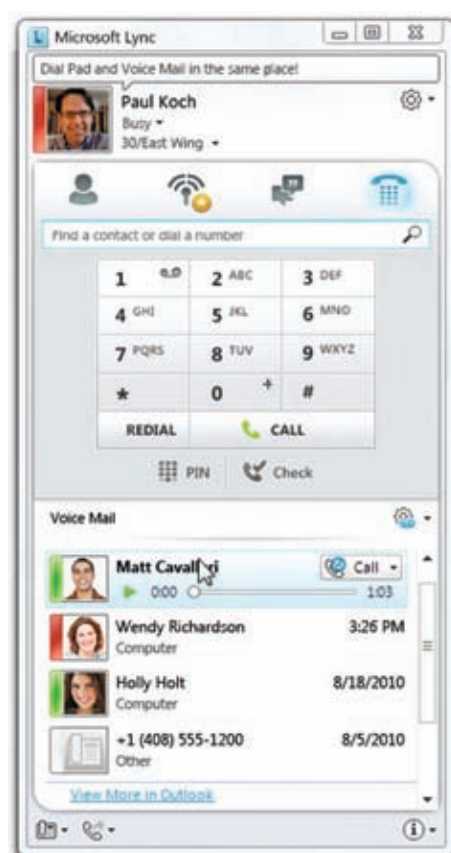 Microsoft Lync
Dial Pad and Voice Mail in the same place!
Paul Koch
Busy
30/East Wing
Find a contact or dial a number
1 2 ABC 3 DEF
4 GHI 5 JKL 6 MNO
7 PQRS 8 TUV 9 WXYZ
* 0 + #
REDIAL CALL
PIN Check
Voice Mail
Matt Call
0:00 1:03
Wendy Richardson 3:26 PM
Computer
Holly Holt 8/18/2010
Computer
+1 (408) 555-1200 8/5/2010
Other
View More in Outlook